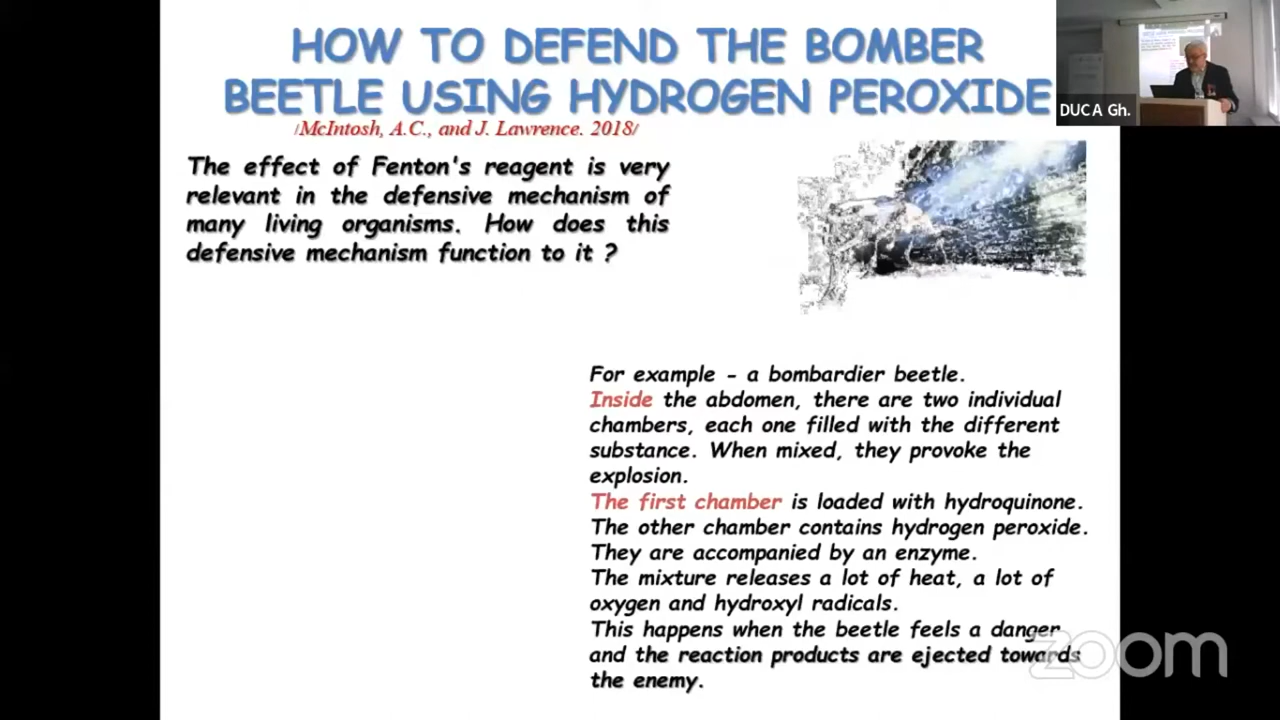 HOW TO DEFEND THE BOMBER
BEETLE USING HYDROGEN PEROXIDE
/McIntosh, A.C., and J. Lawrence. 2018/
DUCA Gh.
The effect of Fenton's reagent is very
relevant in the defensive mechanism of
many living organisms. How does this
defensive mechanism function to it ?
For example - a bombardier beetle.
Inside the abdomen, there are two individual
chambers, each one filled with the different
substance. When mixed, they provoke the
explosion.
The first chamber is loaded with hydroquinone.
The other chamber contains hydrogen peroxide.
They are accompanied by an enzyme.
The mixture releases a lot of heat, a lot of
oxygen and hydroxyl radicals.
This happens when the beetle feels a danger
and the reaction products are ejected towards
the enemy.
zoom